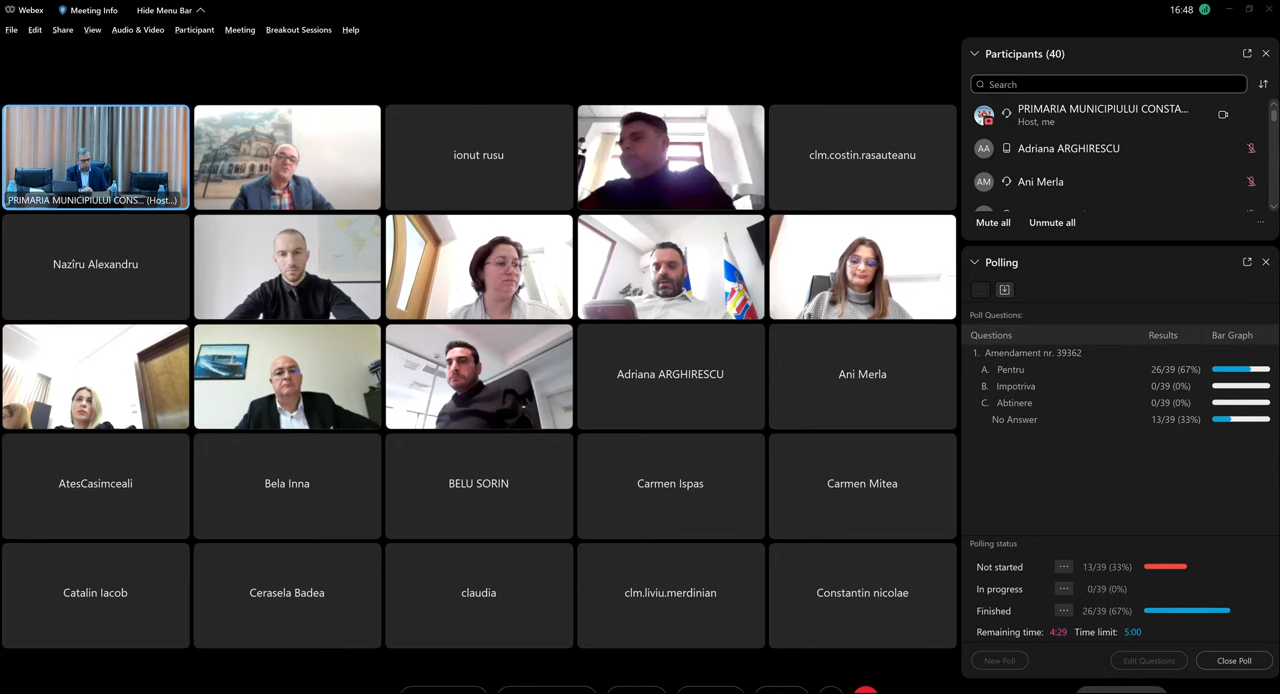 Webex
Meeting Info
Hide Menu Bar
16:48
File Edit Share View Audio & Video Participant Meeting Breakout Sessions Help
PRIMARIA MUNICIPIULUI CONS... (Host...)
ionut rusu
clm.costin.rasauteanu
Nazîru Alexandru
Adriana ARGHIRESCU
Ani Merla
AtesCasimceali
Bela Inna
BELU SORIN
Carmen Ispas
Carmen Mitea
Catalin Iacob
Cerasela Badea
claudia
clm.liviu.merdinian
Constantin nicolae
Participants (40)
Search
PRIMARIA MUNICIPIULUI CONSTA...
Host, me
AA Adriana ARGHIRESCU
AM Ani Merla
Mute all Unmute all ...
Polling
Poll Questions:
Questions Results Bar Graph
1. Amendament nr. 39362
A. Pentru 26/39 (67%)
B. Impotriva 0/39 (0%)
C. Abtinere 0/39 (0%)
No Answer 13/39 (33%)
Polling status
Not started ... 13/39 (33%)
In progress ... 0/39 (0%)
Finished ... 26/39 (67%)
Remaining time: 4:29 Time limit: 5:00
New Poll Edit Questions Close Poll